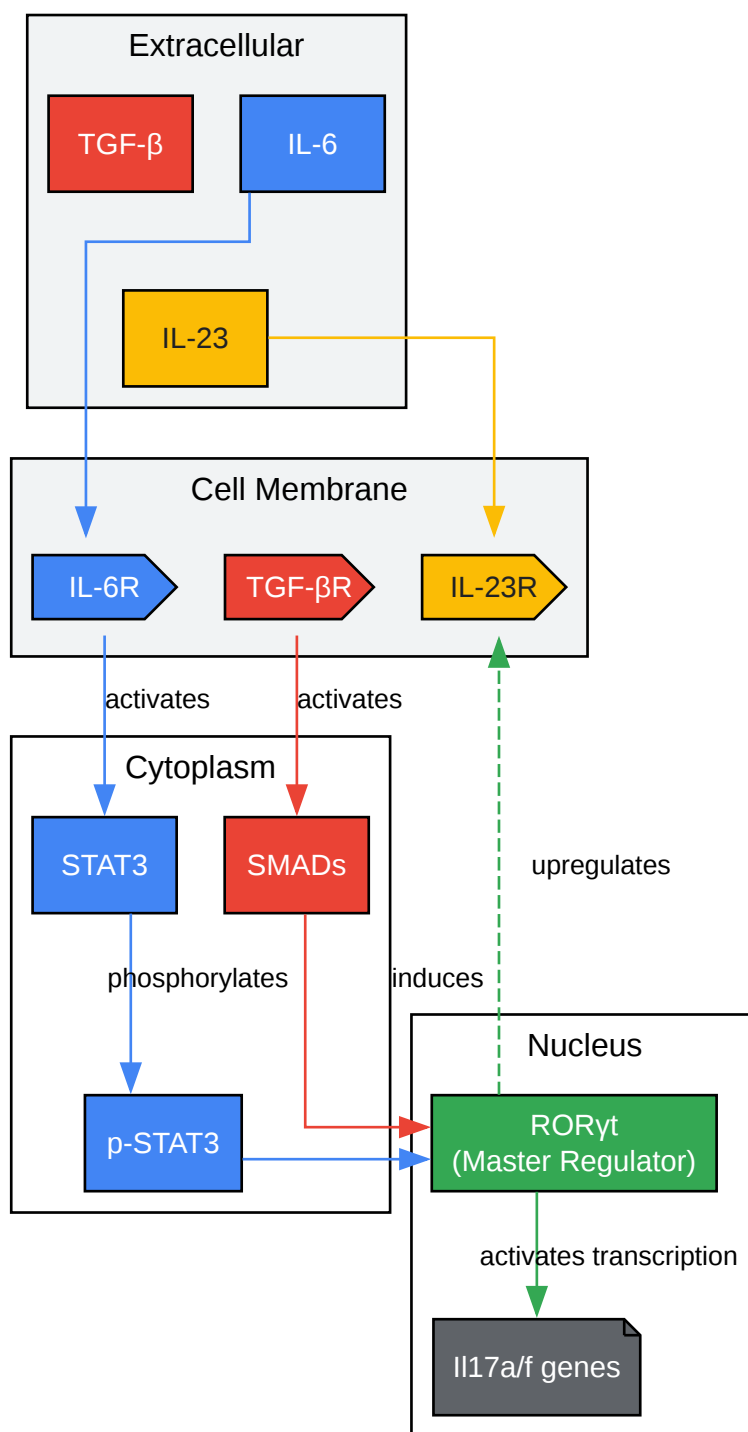 Extracellular
TGF-β
IL-6
IL-23
Cell Membrane
IL-6R
TGF-βR
IL-23R
activates
activates
Cytoplasm
STAT3
SMADs
upregulates
phosphorylates
induces
Nucleus
p-STAT3
RORγt
(Master Regulator)
activates transcription
Il17a/f genes